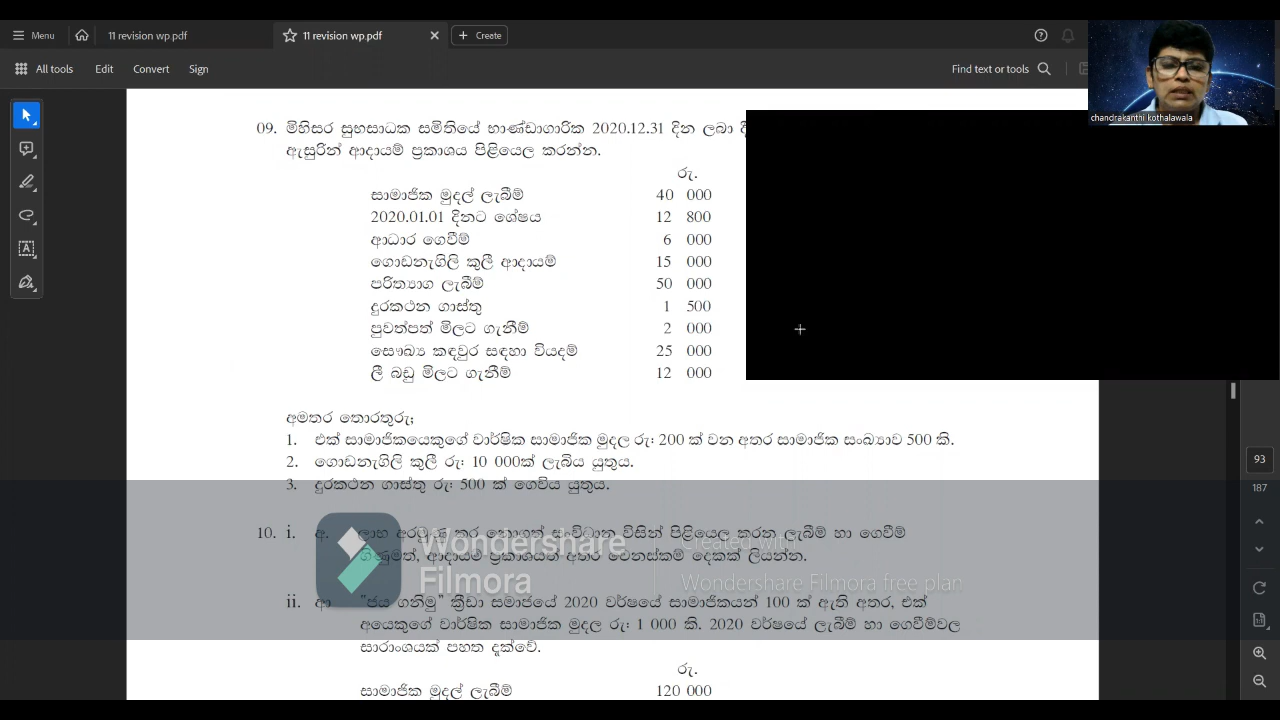 Menu 11 revision wp.pdf 11 revision wp.pdf Create
All tools Edit Convert Sign Find text or tools
chandrakanthi kothalawala
09. මිහිසර සුභසාධක සමිතියේ භාණ්ඩාගාරික 2020.12.31 දින ලබා
ඇසුරින් ආදායම් ප්‍රකාශය පිළියෙල කරන්න.
රු.
සාමාජික මුදල් ලැබීම් 40 000
2020.01.01 දිනට ශේෂය 12 800
ආධාර ගෙවීම් 6 000
ගොඩනැගිලි කුලී ආදායම් 15 000
පරිත්‍යාග ලැබීම් 50 000
දුරකථන ගාස්තු 1 500
පුවත්පත් මිලට ගැනීම් 2 000
සෞඛ්‍ය කඳවුර සඳහා වියදම් 25 000
ලී බඩු මිලට ගැනීම් 12 000
අමතර තොරතුරු;
1. එක් සාමාජිකයෙකුගේ වාර්ෂික සාමාජික මුදල රු: 200 ක් වන අතර සාමාජික සංඛ්‍යාව 500 කි.
2. ගොඩනැගිලි කුලී රු: 10 000ක් ලැබිය යුතුය.
3. දුරකථන ගාස්තු රු: 500 ක් ගෙවිය යුතුය.
93
187
10. i. අ. ලාභ අරමුණු කර නොගත් සංවිධාන විසින් පිළියෙල කරන ලැබීම් හා ගෙවීම්
ගිණුමත්, ආදායම් ප්‍රකාශයත් අතර වෙනස්කම් දෙකක් ලියන්න.
Wondershare
Filmora
Created with
Wondershare Filmora free plan
ii. ආ "ජය ගනිමු" ක්‍රීඩා සමාජයේ 2020 වර්ෂයේ සාමාජිකයන් 100 ක් ඇති අතර, එක්
අයෙකුගේ වාර්ෂික සාමාජික මුදල රු: 1 000 කි. 2020 වර්ෂයේ ලැබීම් හා ගෙවීම්වල
සාරාංශයක් පහත දැක්වේ.
රු.
සාමාජික මුදල් ලැබීම් 120 000